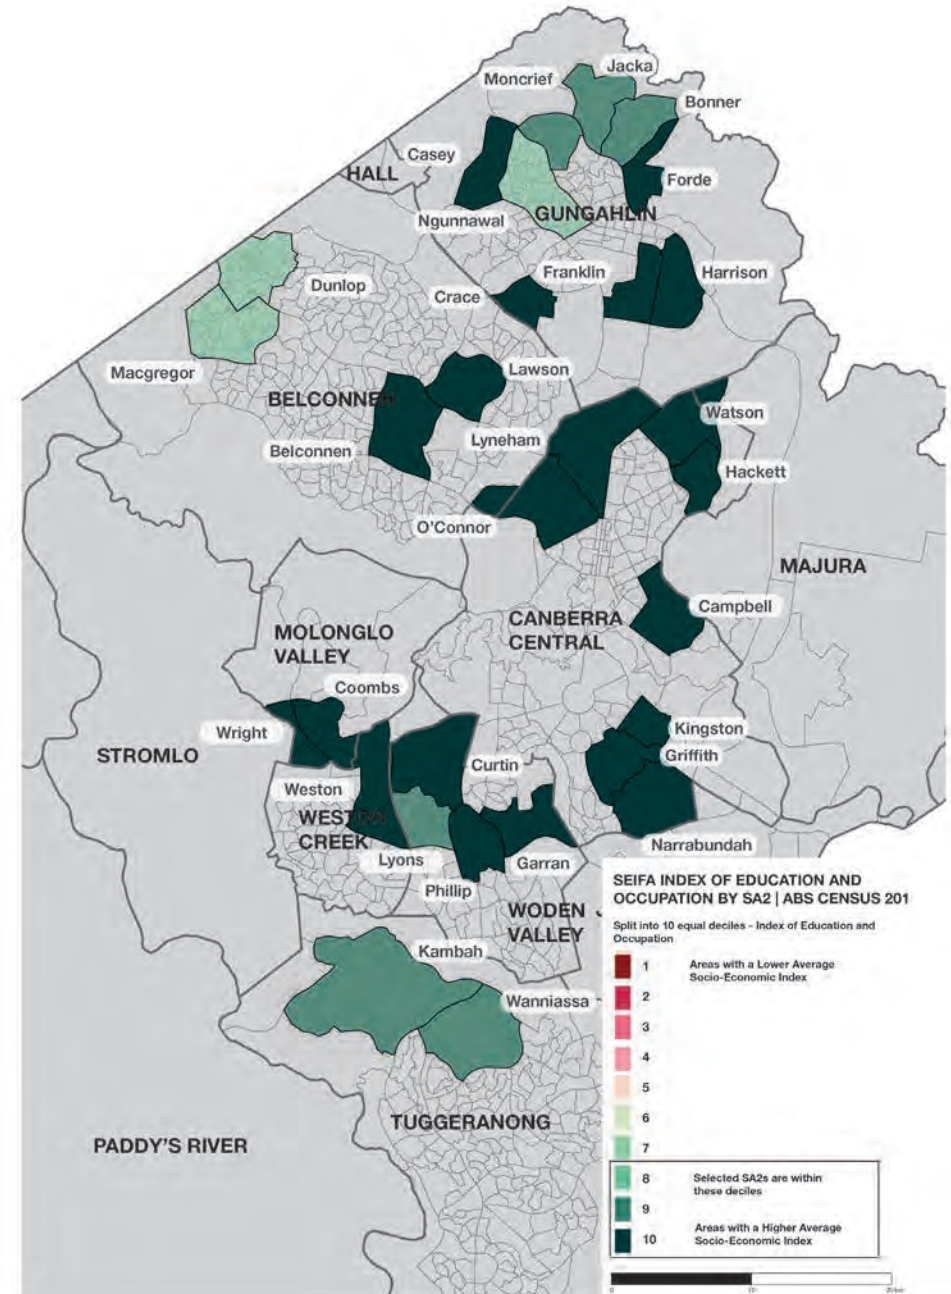 Jacka
Moncrief
Bonner
Casey
HALL
Forde
Ngunnawal
GUNGAHLIN
Franklin
Harrison
Dunlop
Crace
Macgregor
Lawson
BELCONNEN
Watson
Lyneham
Belconnen
Hackett
O'Connor
MAJURA
Campbell
CANBERRA
CENTRAL
MOLONGLO
VALLEY
Coombs
Wright
Kingston
STROMLO
Griffith
Curtin
Weston
WESTON
CREEK
Narrabundah
Lyons
Garran
Phillip
WODEN
VALLEY
Kambah
Wanniassa
TUGGERANONG
PADDY'S RIVER
SEIFA INDEX OF EDUCATION AND
OCCUPATION BY SA2 | ABS CENSUS 201
Split into 10 equal deciles - Index of Education and
Occupation
1 Areas with a Lower Average
Socio-Economic Index
2
3
4
5
6
7
8 Selected SA2s are within
these deciles
9
10 Areas with a Higher Average
Socio-Economic Index
0